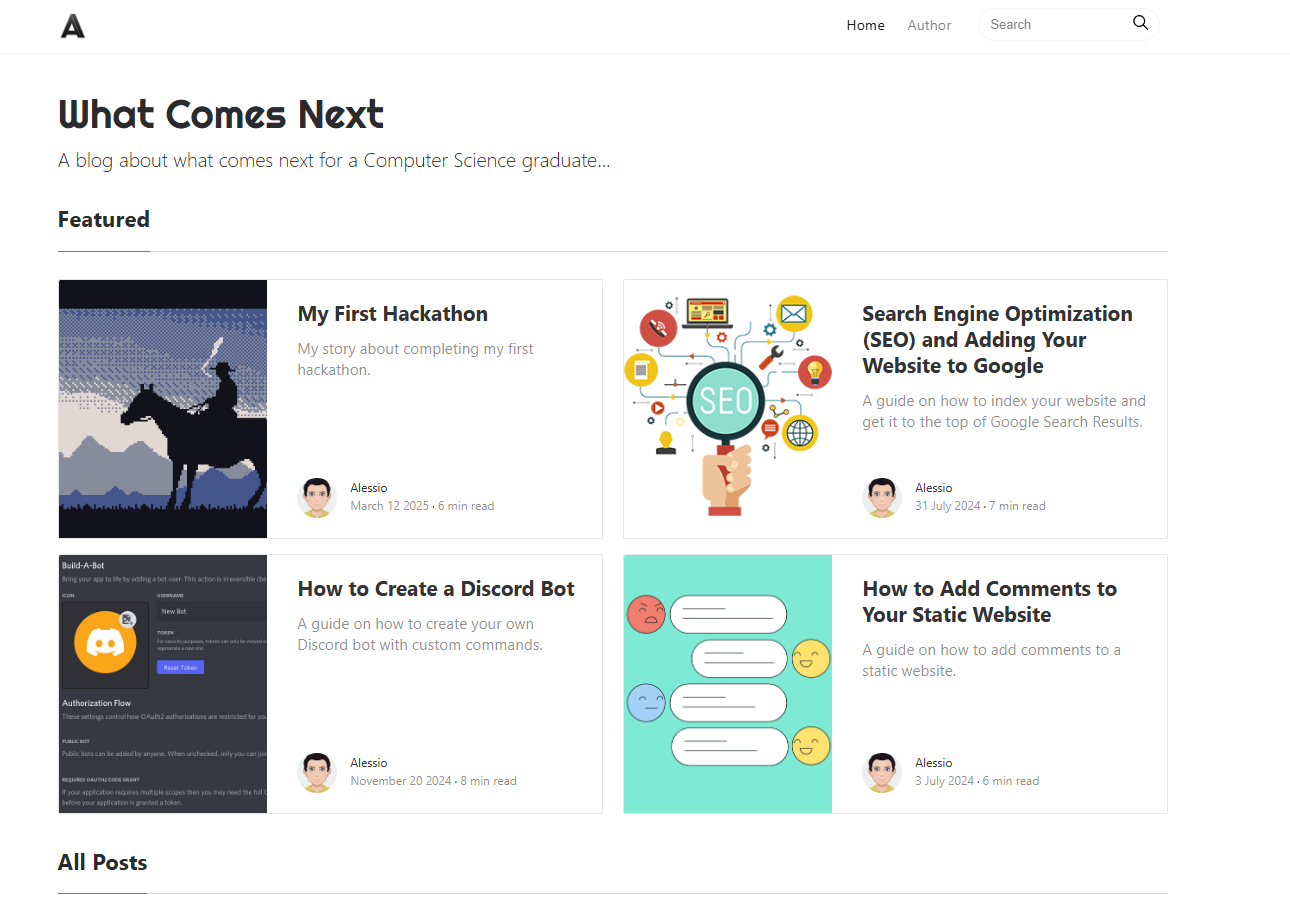 A
Home
Author
Search
What Comes Next
A blog about what comes next for a Computer Science graduate...
Featured
My First Hackathon
My story about completing my first
hackathon.
Alessio
March 12 2025 · 6 min read
SEO
Search Engine Optimization
(SEO) and Adding Your
Website to Google
A guide on how to index your website and
get it to the top of Google Search Results.
Alessio
31 July 2024 · 7 min read
Build-A-Bot
Bring your app to life by adding a bot user. This action is irreversible (be
ICON
USERNAME
New Bot
TOKEN
For security purposes, tokens can only be viewed
regenerate a new one.
Reset Token
Authorization Flow
These settings control how OAuth2 authorizations are restricted for you
PUBLIC BOT
Public bots can be added by anyone. When unchecked, only you can join
REQUIRES OAUTH2 CODE GRANT
If your application requires multiple scopes then you may need the full
before your application is granted a token.
How to Create a Discord Bot
A guide on how to create your own
Discord bot with custom commands.
Alessio
November 20 2024 · 8 min read
How to Add Comments to
Your Static Website
A guide on how to add comments to a
static website.
Alessio
3 July 2024 · 6 min read
All Posts